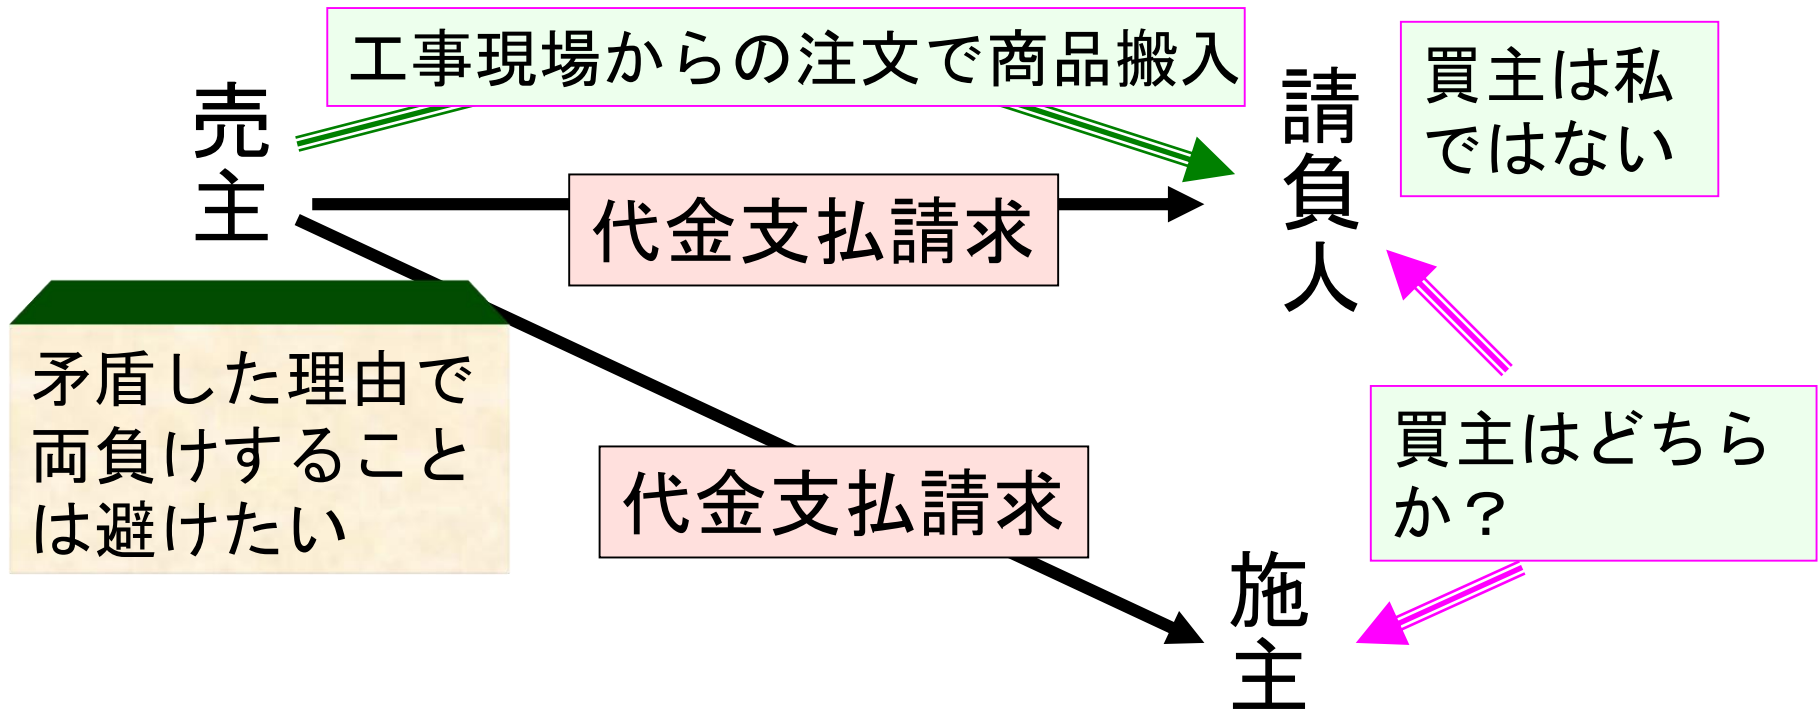 工事現場からの注文で商品搬入
売主
請負人
買主は私
ではない
代金支払請求
矛盾した理由で
両負けすること
は避けたい
買主はどちら
か？
代金支払請求
施主